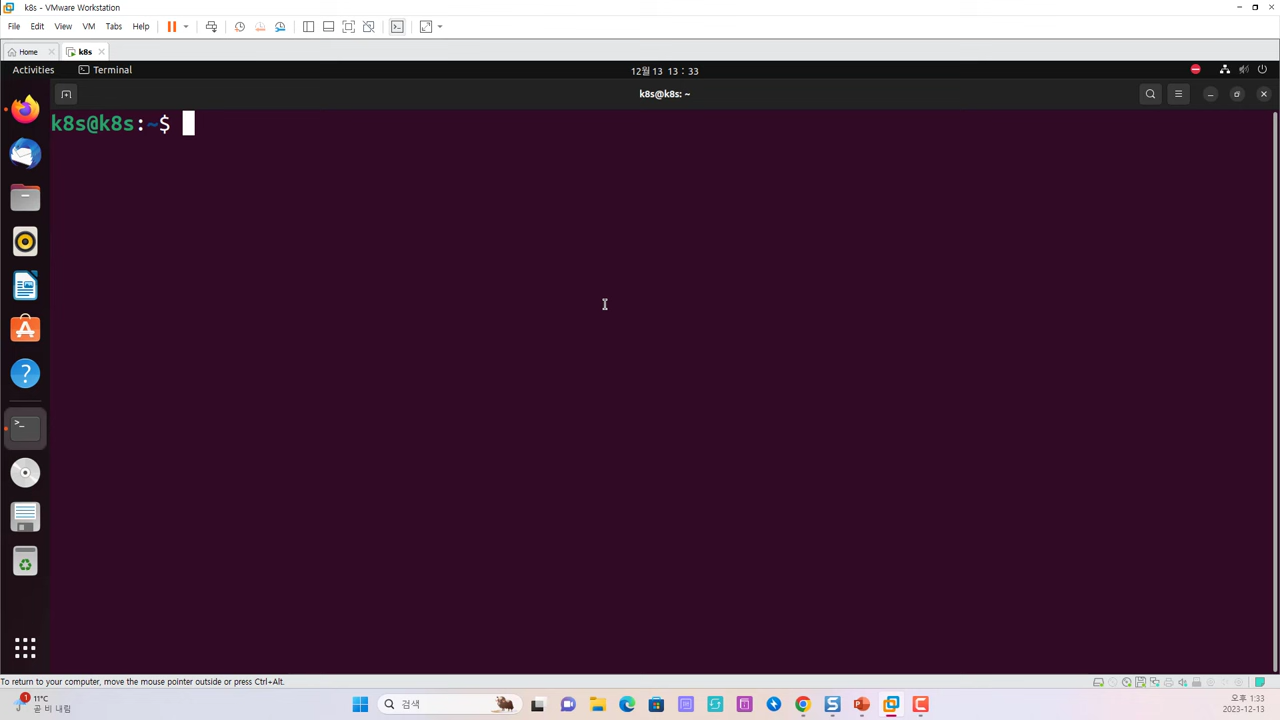 k8s - VMware Workstation
File Edit View VM Tabs Help
Home k8s
Activities Terminal 12월 13 13 : 33
k8s@k8s: ~
k8s@k8s:~$
To return to your computer, move the mouse pointer outside or press Ctrl+Alt.
1 11°C
곧 비 내림
검색
오후 1:33
2023-12-13